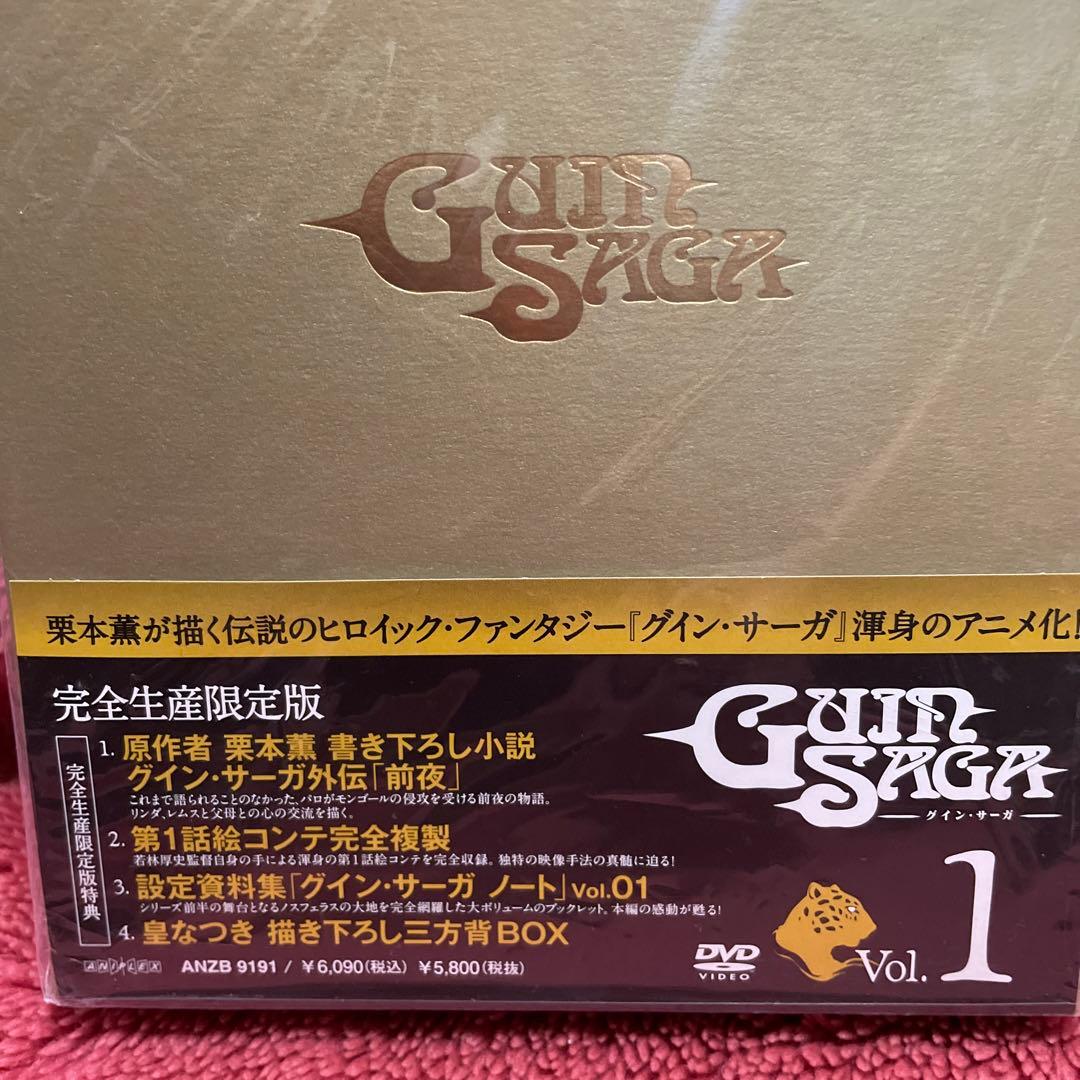 GUIN
SAGA
栗本薫が描く伝説のヒロイック・ファンタジー『グイン・サーガ』渾身のアニメ化!
完全生産限定版
完全生産限定版特典
1. 原作者 栗本薫 書き下ろし小説
グイン・サーガ外伝「前夜」
これまで語られることのなかった、パロがモンゴールの侵攻を受ける前夜の物語。
リンダ、レムスと父母との心の交流を描く。
2. 第1話絵コンテ完全複製
若林厚史監督自身の手による渾身の第1話絵コンテを完全収録。独特の映像手法の真髄に迫る!
3. 設定資料集「グイン・サーガ ノート」Vol.01
シリーズ前半の舞台となるノスフェラスの大地を完全網羅した大ボリュームのブックレット。本編の感動が甦る!
4. 皇なつき 描き下ろし三方背BOX
ANIPLEX ANZB 9191 / ¥6,090(税込) ¥5,800(税抜)
GUIN
SAGA
グイン・サーガ
DVD
VIDEO
Vol. 1